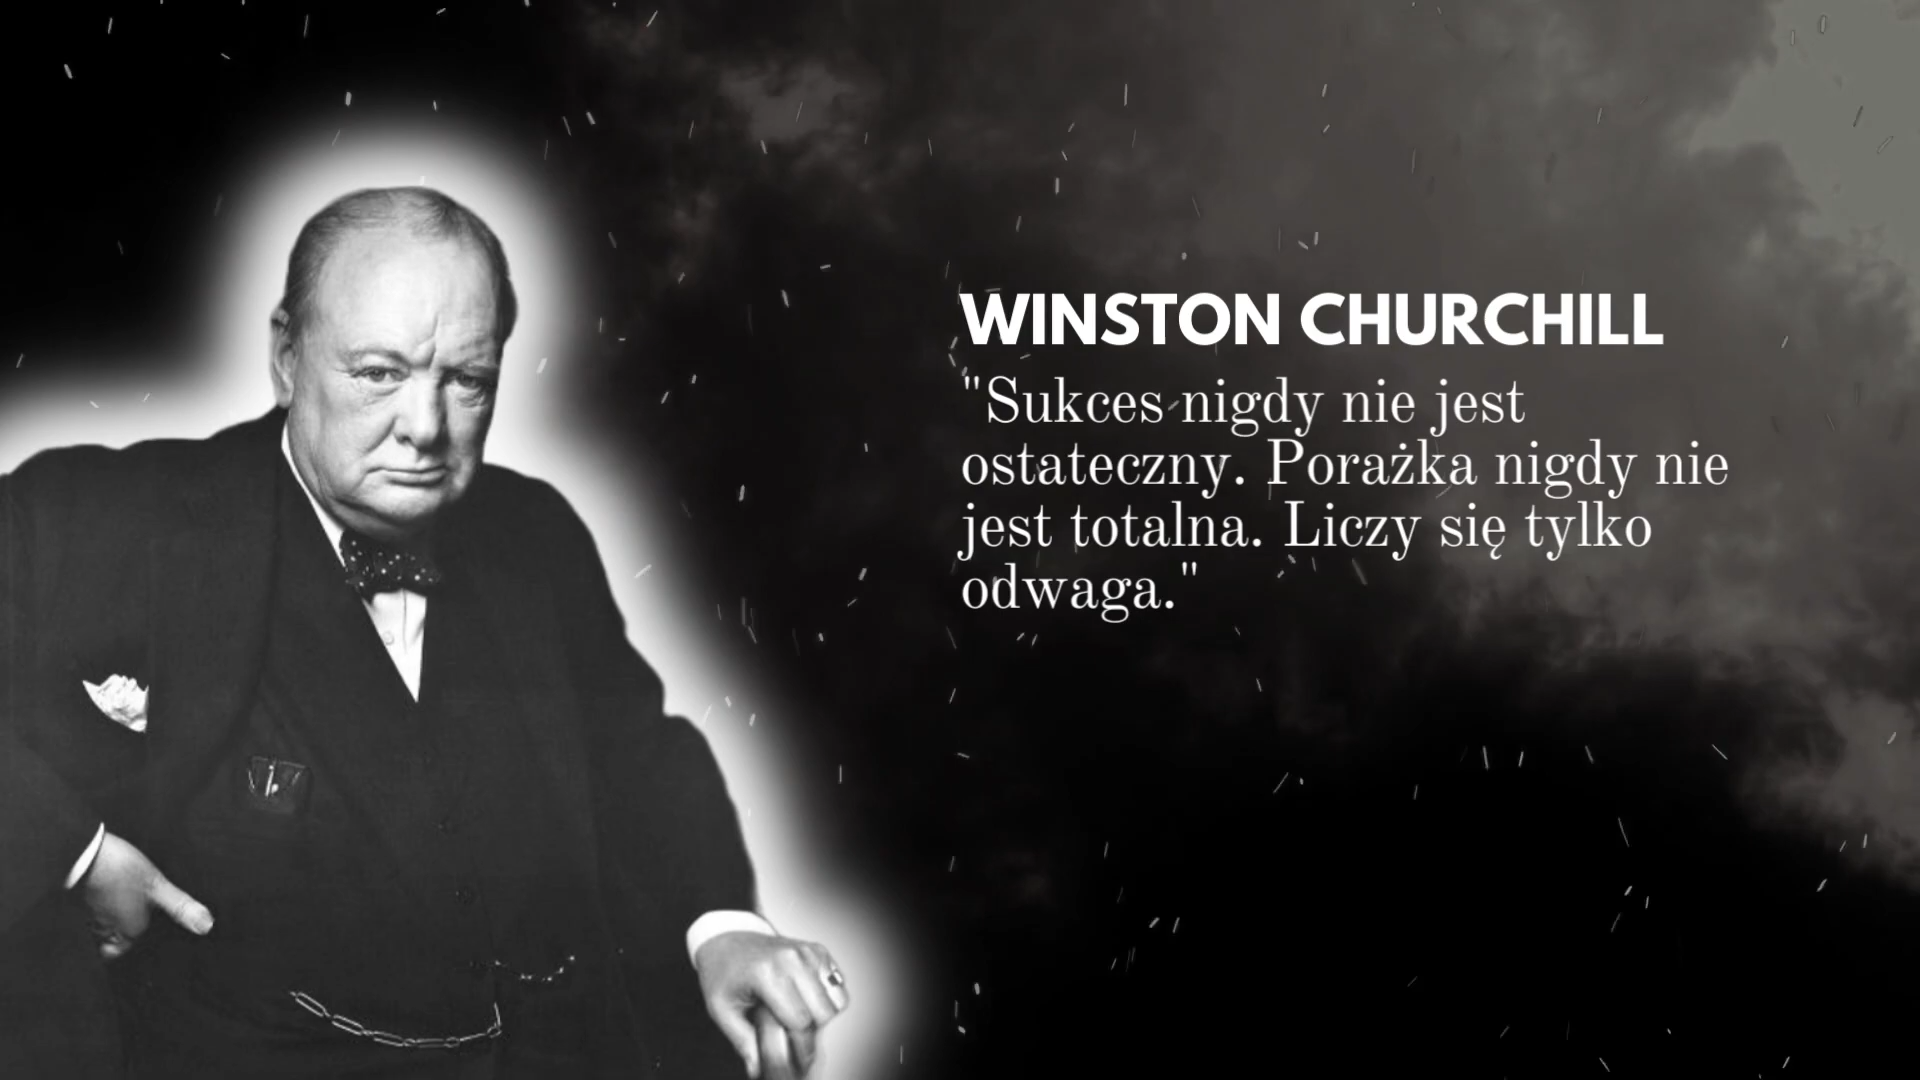 WINSTON CHURCHILL
"Sukces nigdy nie jest
ostateczny. Porażka nigdy nie
jest totalna. Liczy się tylko
odwaga."